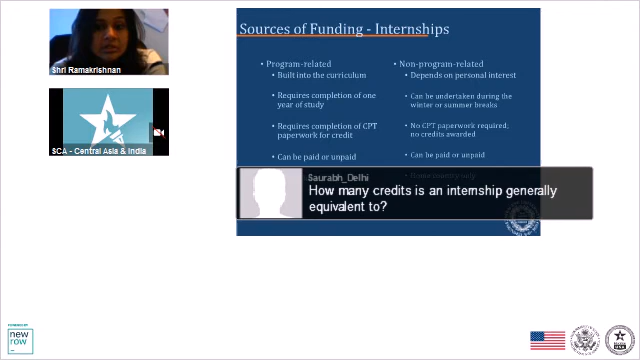 Shri Ramakrishnan
SCA - Central Asia & India
Sources of Funding - Internships
• Program-related
• Built into the curriculum
• Requires completion of one
year of study
• Requires completion of CPT
paperwork for credit
• Can be paid or unpaid
• Non-program-related
• Depends on personal interest
• Can be undertaken during the
winter or summer breaks
• No CPT paperwork required;
no credits awarded
• Can be paid or unpaid
Saurabh_Delhi
How many credits is an internship generally
equivalent to?
POWERED BY
new
row_